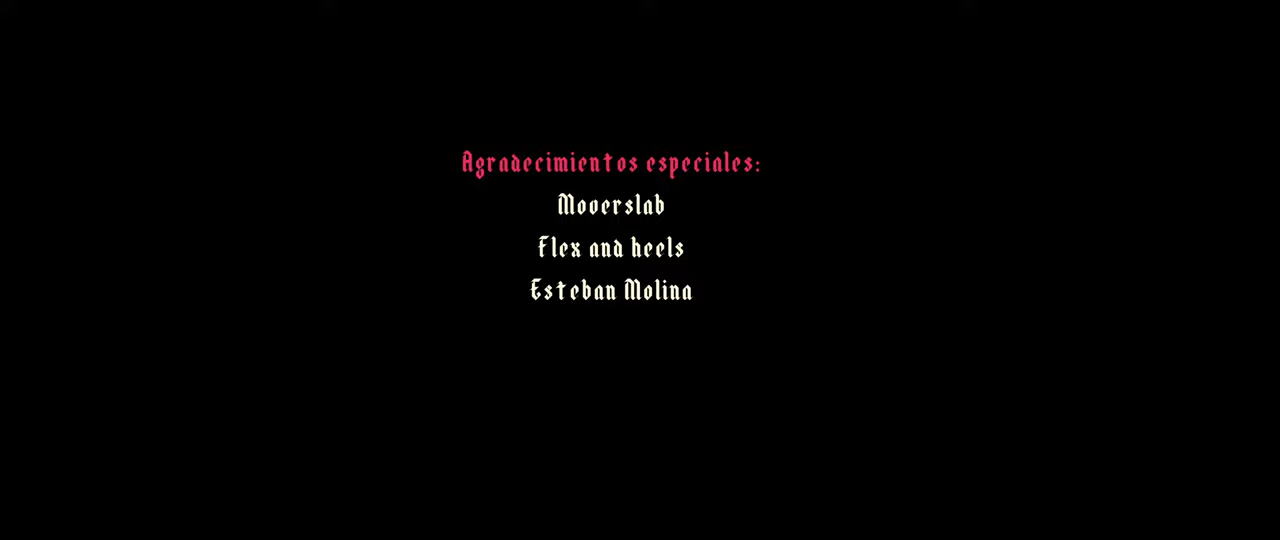 Agradecimientos especiales:
Moverslab
Flex and heels
Esteban Molina